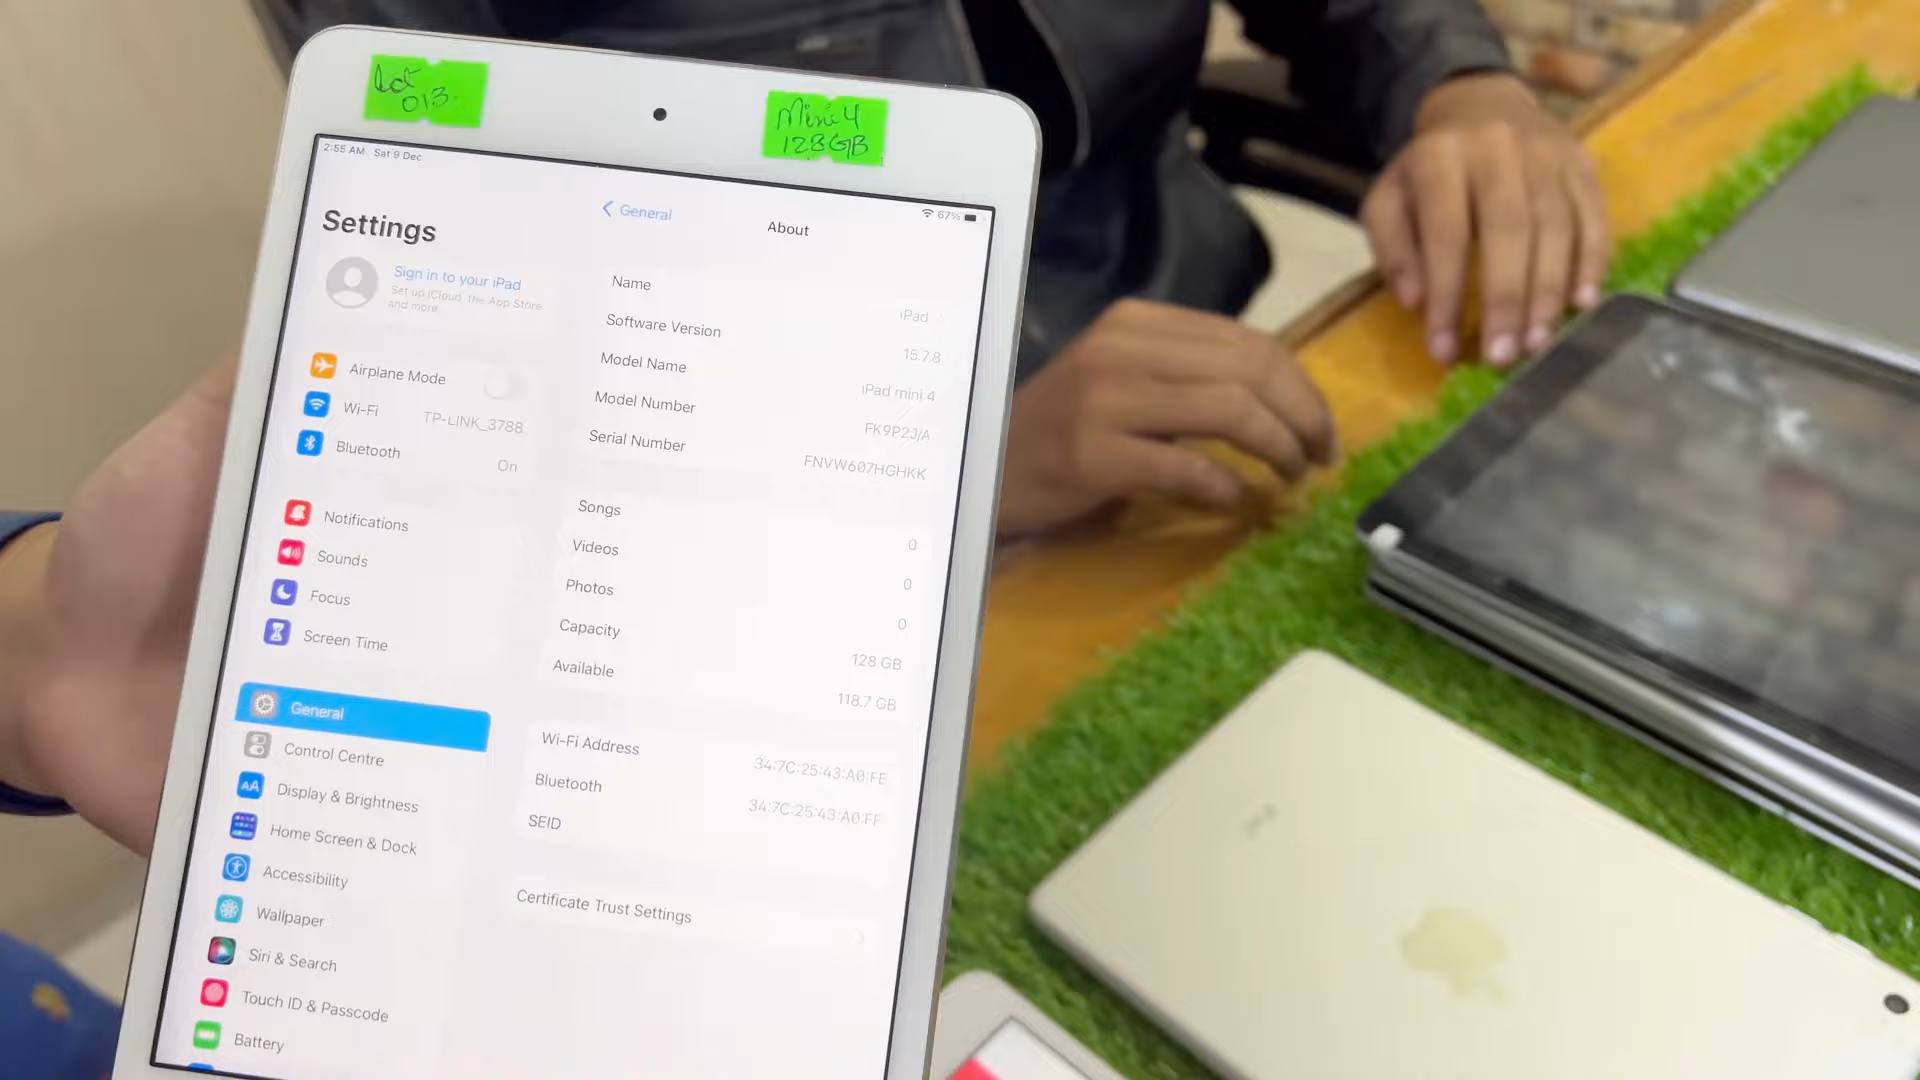 Lot
013.
Mini 4
128GB
2:55 AM Sat 9 Dec
67%
Settings
Sign in to your iPad
Set up iCloud, the App Store
and more.
Airplane Mode
Wi-Fi TP-LINK_3788
Bluetooth On
Notifications
Sounds
Focus
Screen Time
General
Control Centre
Display & Brightness
Home Screen & Dock
Accessibility
Wallpaper
Siri & Search
Touch ID & Passcode
Battery
General
About
Name iPad
Software Version 15.7.8
Model Name iPad mini 4
Model Number FK9P2J/A
Serial Number FNVW607HGHKK
Songs 0
Videos 0
Photos 0
Capacity 128 GB
Available 118.7 GB
Wi-Fi Address 34:7C:25:43:A0:FE
Bluetooth 34:7C:25:43:A0:FF
SEID
Certificate Trust Settings